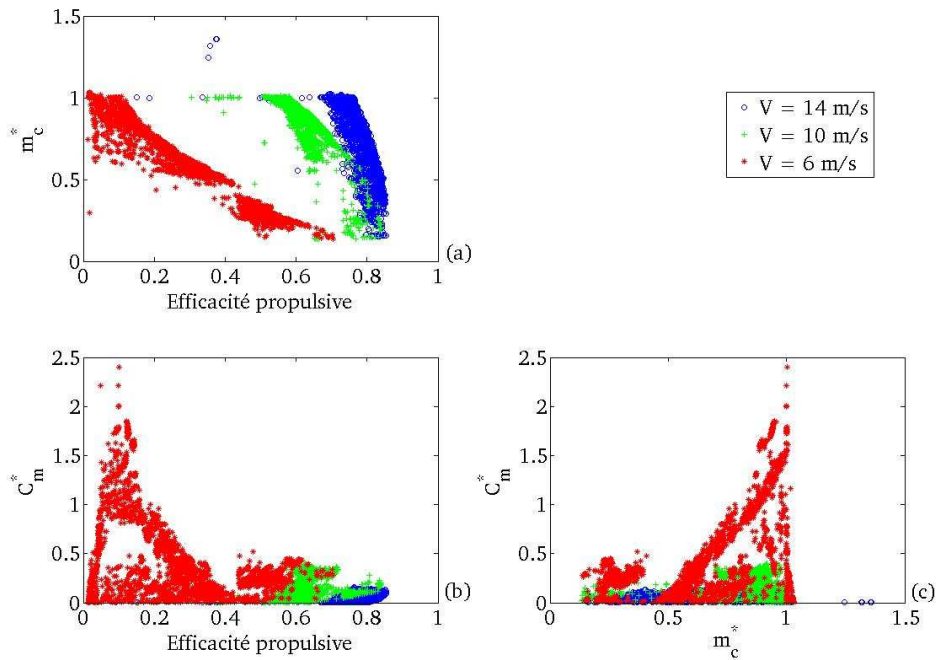 1.5
1
0.5
0
m*c
0 0.2 0.4 0.6 0.8 1
Efficacité propulsive
(a)
V = 14 m/s
V = 10 m/s
V = 6 m/s
2.5
2
1.5
1
0.5
0
C*m
0 0.2 0.4 0.6 0.8 1
Efficacité propulsive
(b)
2.5
2
1.5
1
0.5
0
C*m
0 0.5 1 1.5
m*c
(c)